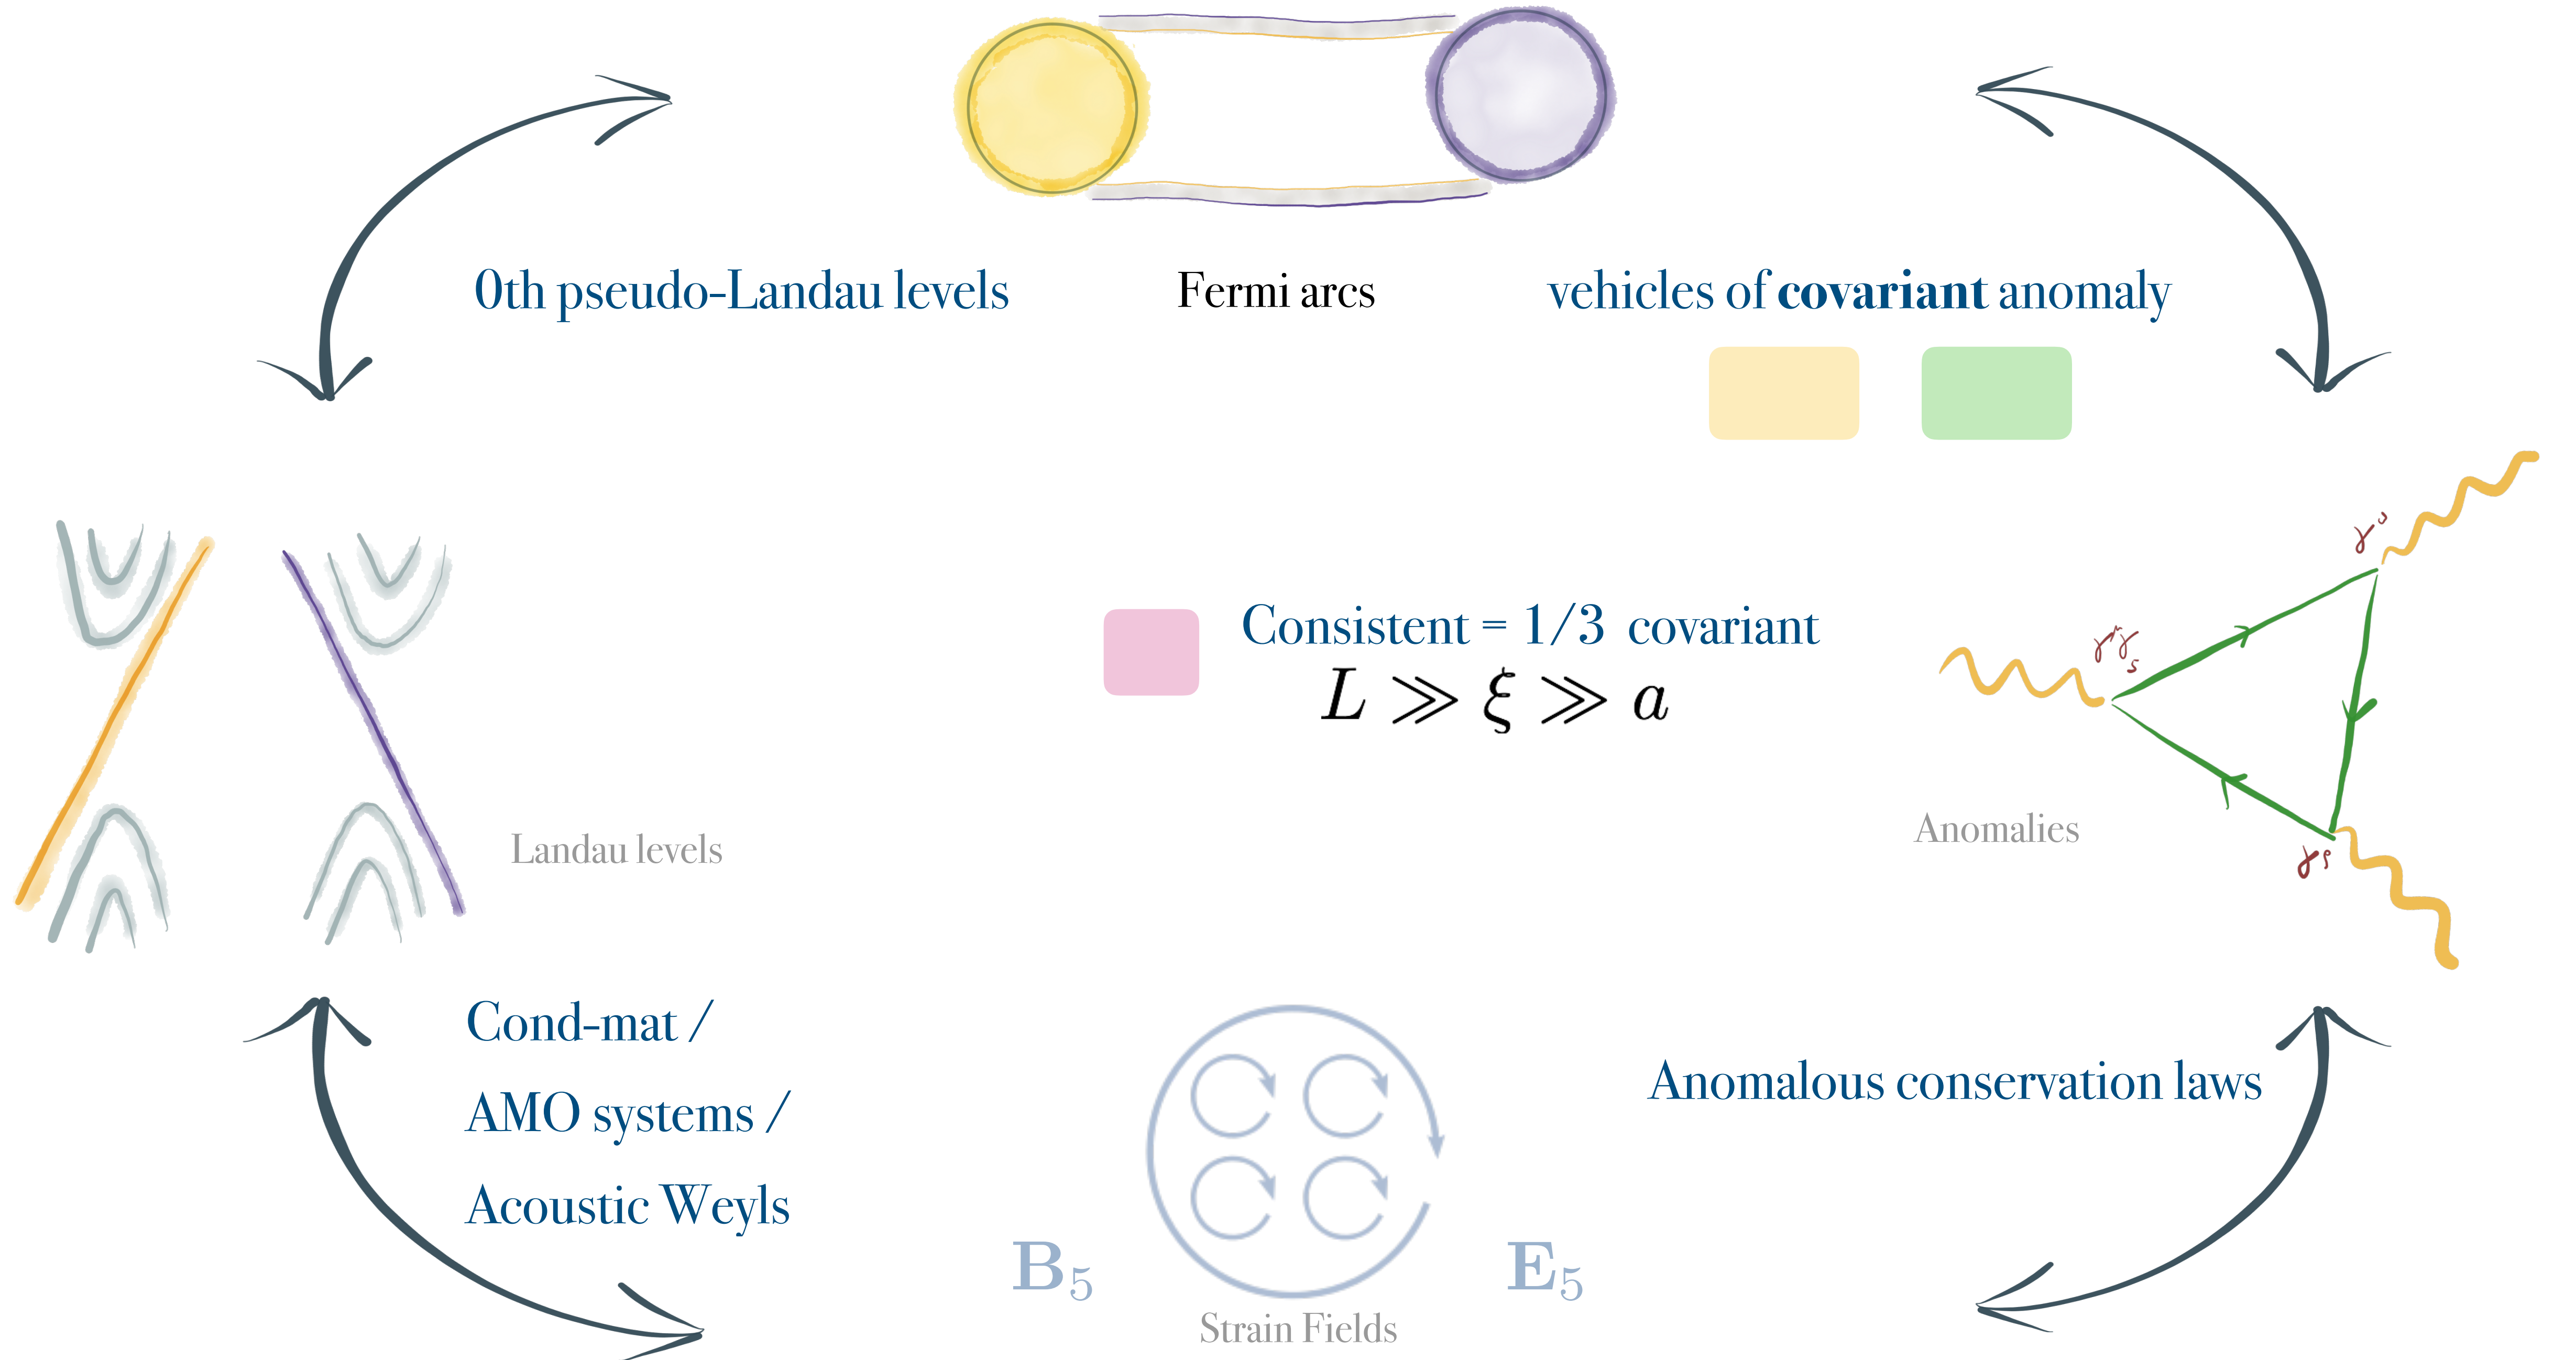 0th pseudo-Landau levels
Fermi arcs
vehicles of covariant anomaly
Consistent = 1/3 covariant
L ≫ ξ ≫ a
Landau levels
Anomalies
Cond-mat /
AMO systems /
Acoustic Weyls
Anomalous conservation laws
B₅
E₅
Strain Fields